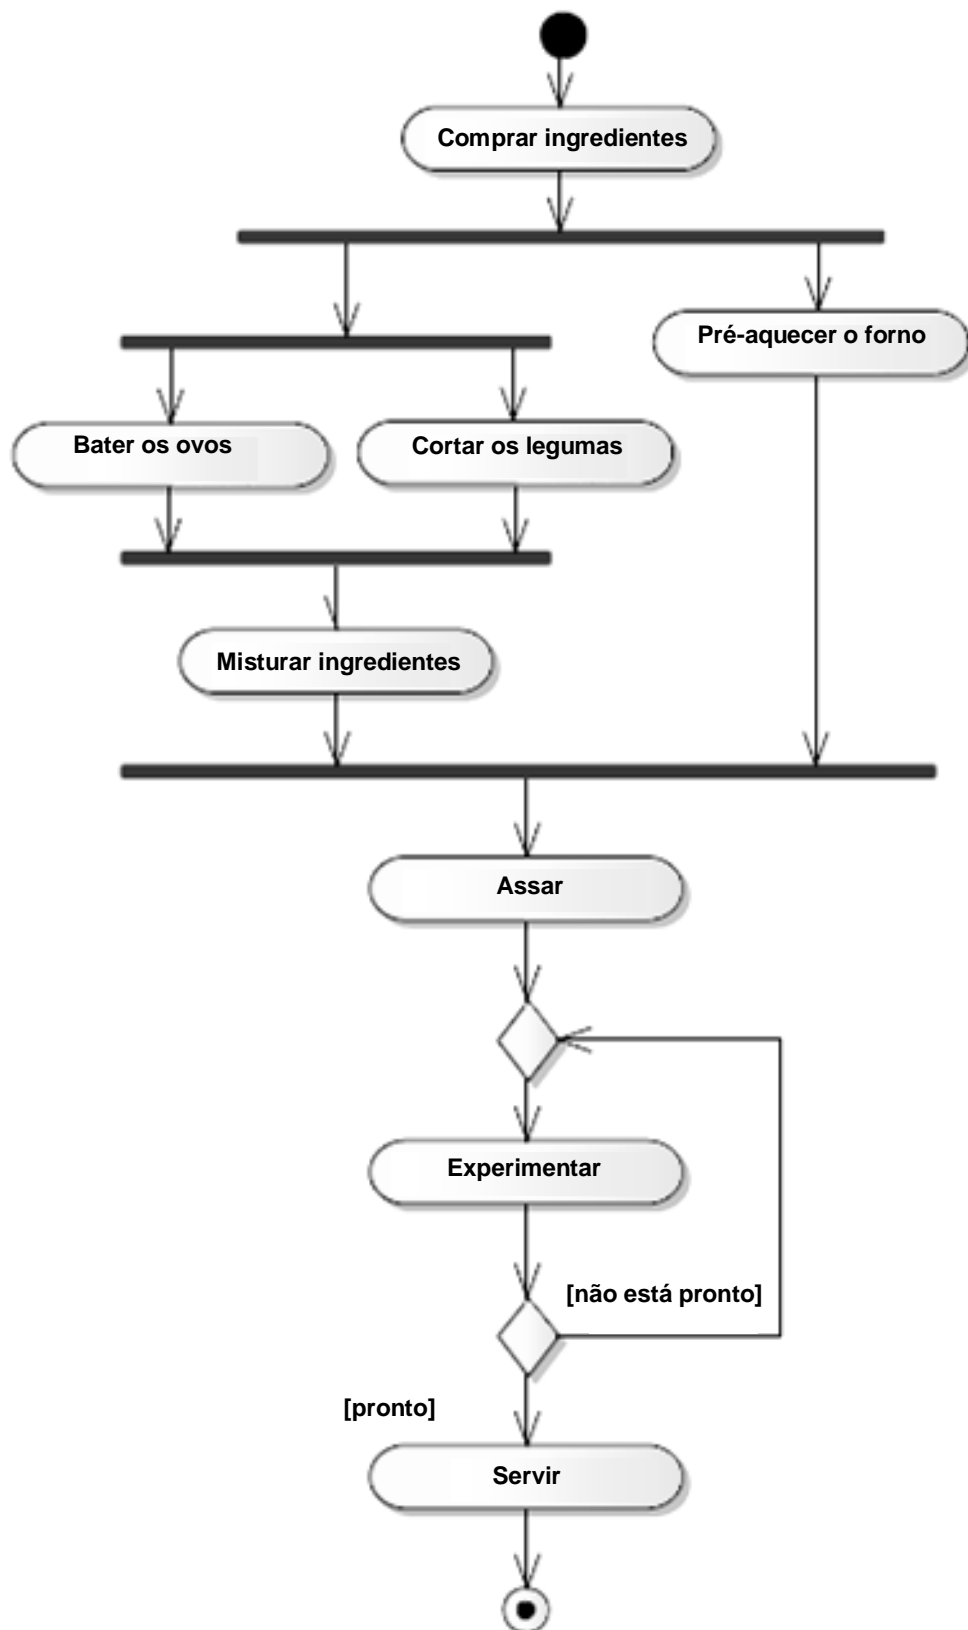 Comprar ingredientes
Pré-aquecer o forno
Bater os ovos
Cortar os legumas
Misturar ingredientes
Assar
Experimentar
[não está pronto]
[pronto]
Servir